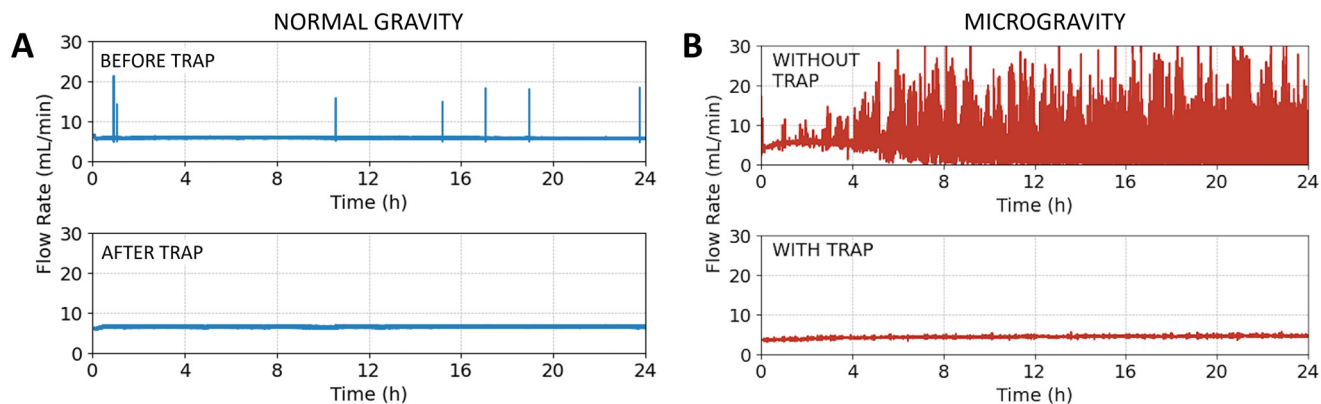 NORMAL GRAVITY
MICROGRAVITY
A
B
Flow Rate (mL/min)
30
20
10
0
BEFORE TRAP
0 4 8 12 16 20 24
Time (h)
30
20
10
0
AFTER TRAP
0 4 8 12 16 20 24
Time (h)
Flow Rate (mL/min)
30
20
10
0
WITHOUT
TRAP
0 4 8 12 16 20 24
Time (h)
30
20
10
0
WITH TRAP
0 4 8 12 16 20 24
Time (h)